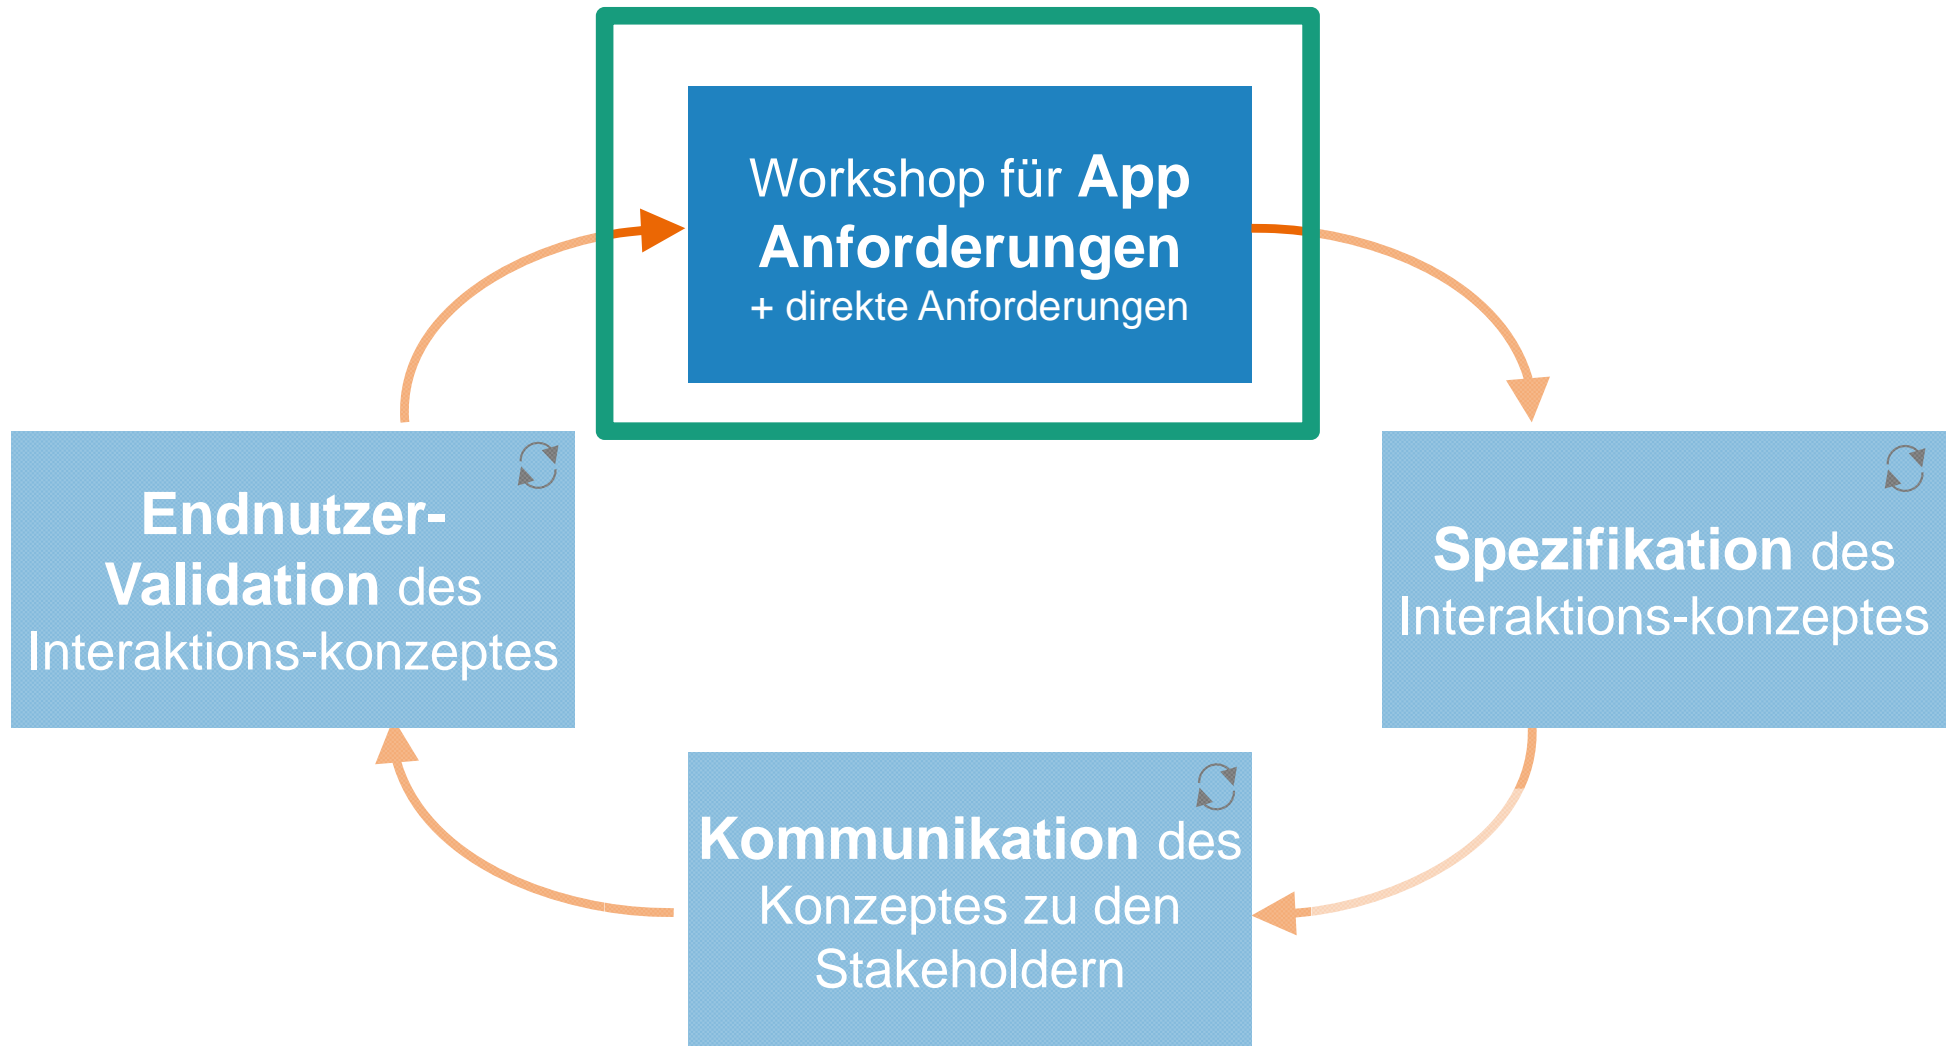 Workshop für App
Anforderungen
+ direkte Anforderungen
Endnutzer-
Validation des
Interaktions-konzeptes
Spezifikation des
Interaktions-konzeptes
Kommunikation des
Konzeptes zu den
Stakeholdern